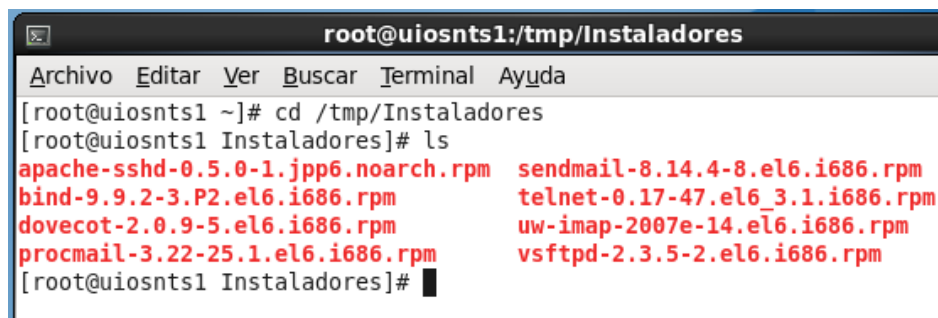 root@uiosnts1:/tmp/Instaladores
Archivo Editar Ver Buscar Terminal Ayuda
[root@uiosnts1 ~]# cd /tmp/Instaladores
[root@uiosnts1 Instaladores]# ls
apache-sshd-0.5.0-1.jpp6.noarch.rpm sendmail-8.14.4-8.el6.i686.rpm
bind-9.9.2-3.P2.el6.i686.rpm telnet-0.17-47.el6_3.1.i686.rpm
dovecot-2.0.9-5.el6.i686.rpm uw-imap-2007e-14.el6.i686.rpm
procmail-3.22-25.1.el6.i686.rpm vsftpd-2.3.5-2.el6.i686.rpm
[root@uiosnts1 Instaladores]#